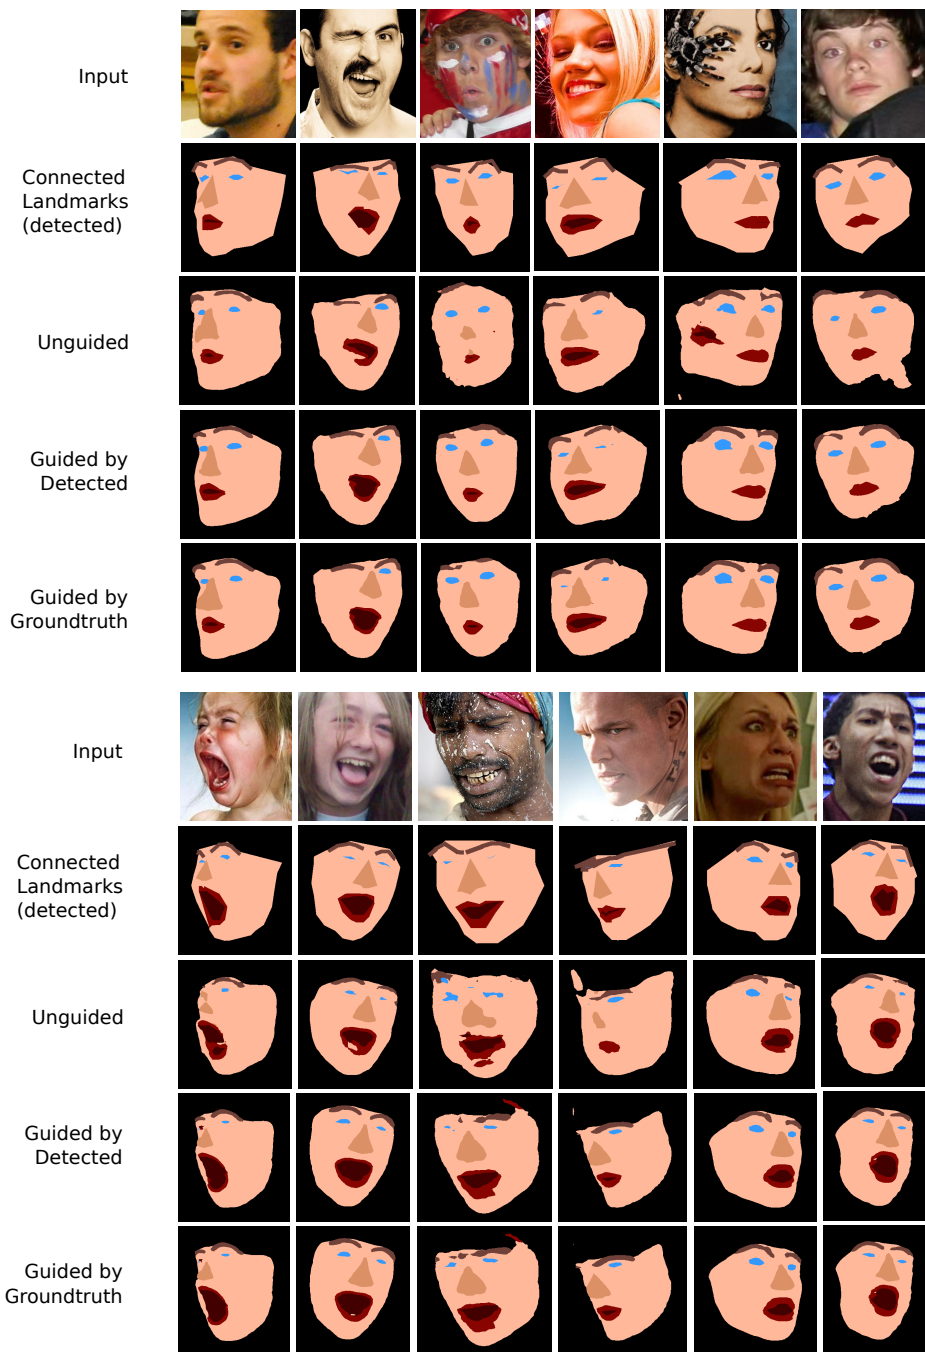 Input
Connected
Landmarks
(detected)
Unguided
Guided by
Detected
Guided by
Groundtruth
Input
Connected
Landmarks
(detected)
Unguided
Guided by
Detected
Guided by
Groundtruth